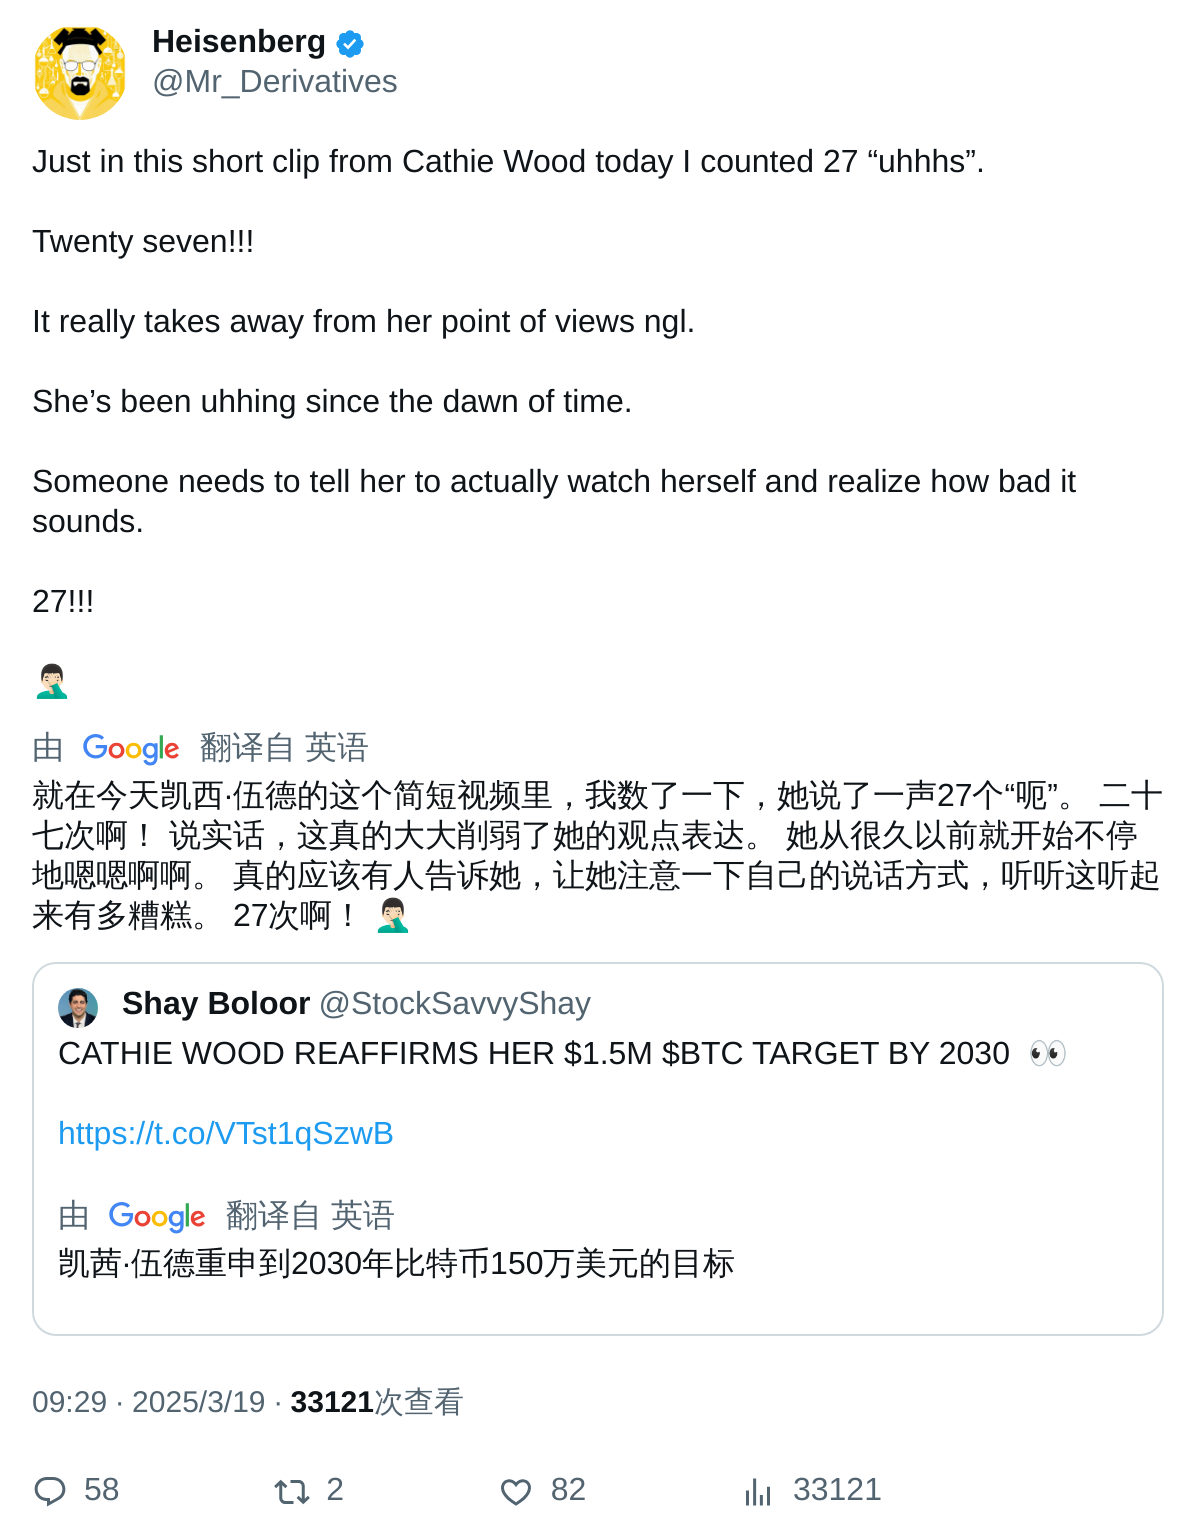 Heisenberg
@Mr_Derivatives
Just in this short clip from Cathie Wood today I counted 27 “uhhhs”.
Twenty seven!!!
It really takes away from her point of views ngl.
She’s been uhhing since the dawn of time.
Someone needs to tell her to actually watch herself and realize how bad it
sounds.
27!!!
🤦🏻‍♂️
由 Google 翻译自 英语
就在今天凯西·伍德的这个简短视频里，我数了一下，她说了一声27个“呃”。 二十
七次啊！ 说实话，这真的大大削弱了她的观点表达。 她从很久以前就开始不停
地嗯嗯啊啊。 真的应该有人告诉她，让她注意一下自己的说话方式，听听这听起
来有多糟糕。 27次啊！ 🤦🏻‍♂️
Shay Boloor @StockSavvyShay
CATHIE WOOD REAFFIRMS HER $1.5M $BTC TARGET BY 2030 👀
https://t.co/VTst1qSzwB
由 Google 翻译自 英语
凯茜·伍德重申到2030年比特币150万美元的目标
09:29 · 2025/3/19 · 33121次查看
58 2 82 33121